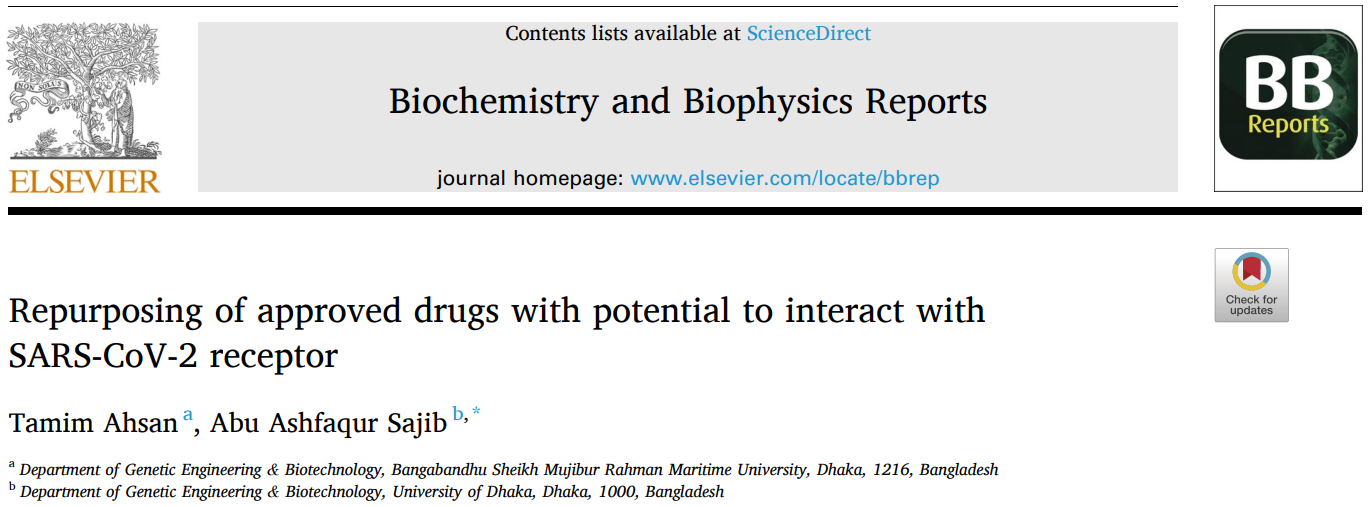 Contents lists available at ScienceDirect
Biochemistry and Biophysics Reports
journal homepage: www.elsevier.com/locate/bbrep
NON SOLUS
ELSEVIER
BB
Reports
Check for
updates
Repurposing of approved drugs with potential to interact with
SARS-CoV-2 receptor
Tamim Ahsan a, Abu Ashfaqur Sajib b,*
a Department of Genetic Engineering & Biotechnology, Bangabandhu Sheikh Mujibur Rahman Maritime University, Dhaka, 1216, Bangladesh
b Department of Genetic Engineering & Biotechnology, University of Dhaka, Dhaka, 1000, Bangladesh